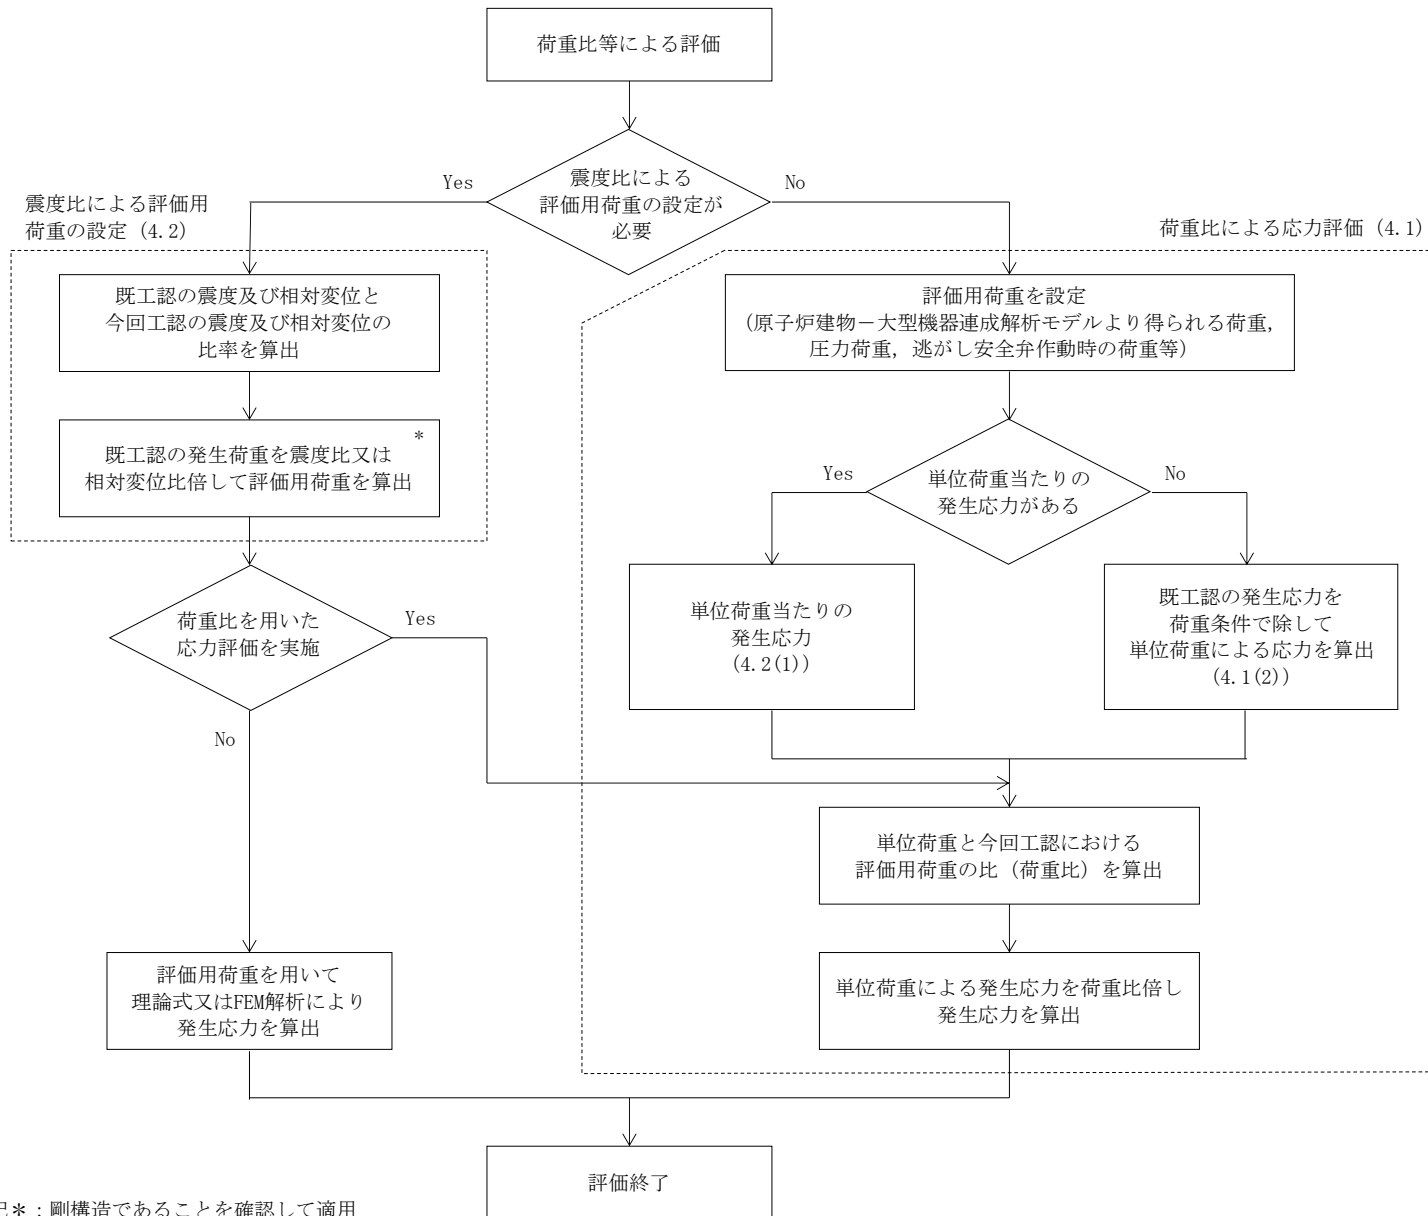 荷重比等による評価
震度比による
評価用荷重の設定が
必要
Yes
No
震度比による評価用
荷重の設定（4.2）
荷重比による応力評価（4.1）
既工認の震度及び相対変位と
今回工認の震度及び相対変位の
比率を算出
評価用荷重を設定
（原子炉建物－大型機器連成解析モデルより得られる荷重，
圧力荷重，逃がし安全弁作動時の荷重等）
＊
既工認の発生荷重を震度比又は
相対変位比倍して評価用荷重を算出
単位荷重当たりの
発生応力がある
Yes
No
荷重比を用いた
応力評価を実施
Yes
No
単位荷重当たりの
発生応力
（4.2(1)）
既工認の発生応力を
荷重条件で除して
単位荷重による応力を算出
（4.1(2)）
単位荷重と今回工認における
評価用荷重の比（荷重比）を算出
評価用荷重を用いて
理論式又はFEM解析により
発生応力を算出
単位荷重による発生応力を荷重比倍し
発生応力を算出
評価終了
記＊：剛構造であることを確認して適用